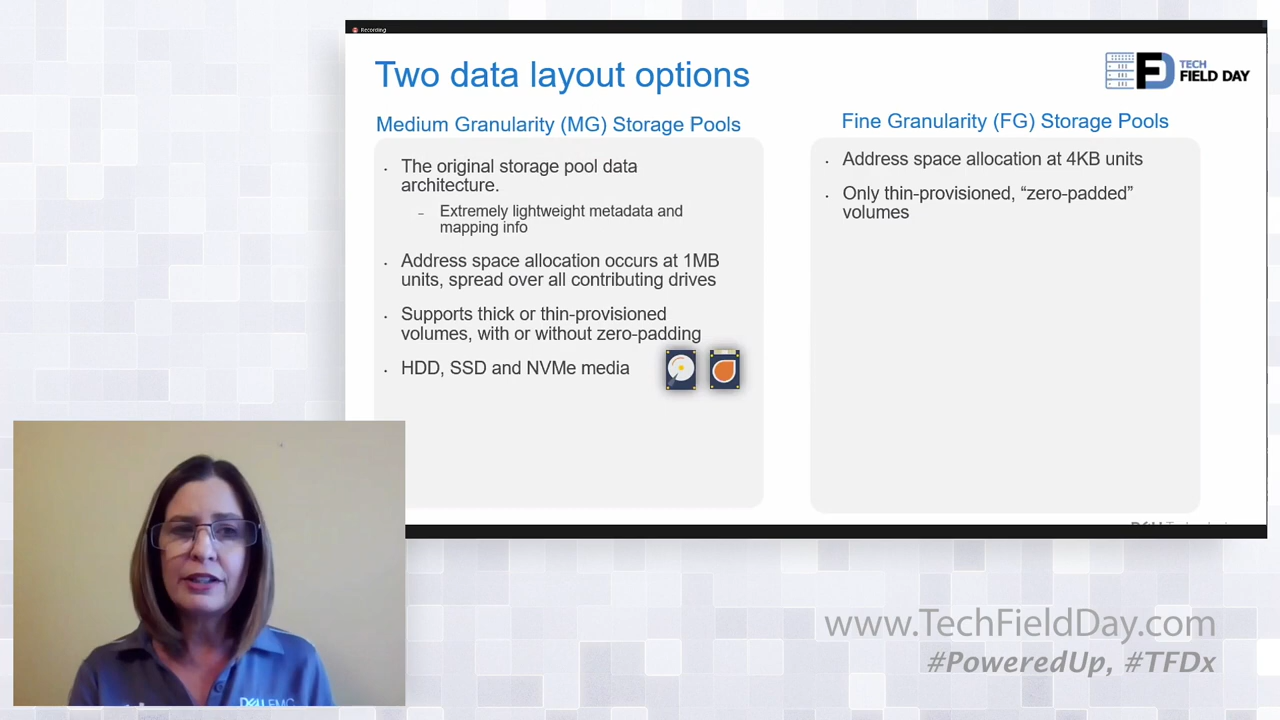 Recording
Two data layout options
TECH
FIELD DAY
Medium Granularity (MG) Storage Pools
· The original storage pool data
architecture.
– Extremely lightweight metadata and
mapping info
· Address space allocation occurs at 1MB
units, spread over all contributing drives
· Supports thick or thin-provisioned
volumes, with or without zero-padding
· HDD, SSD and NVMe media
Fine Granularity (FG) Storage Pools
· Address space allocation at 4KB units
· Only thin-provisioned, “zero-padded”
volumes
DELL EMC
www.TechFieldDay.com
#PoweredUp, #TFDx